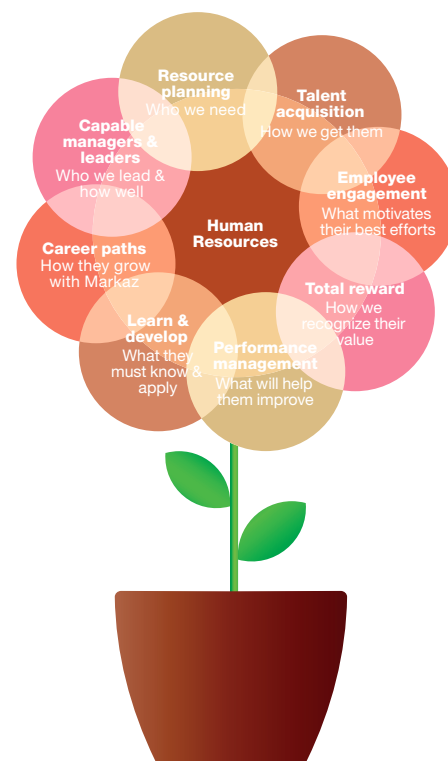 Resource
planning
Who we need
Talent
acquisition
How we get them
Employee
engagement
What motivates
their best efforts
Total reward
How we
recognize their
value
Performance
management
What will help
them improve
Learn &
develop
What they
must know &
apply
Career paths
How they grow
with Markaz
Capable
managers &
leaders
Who we lead &
how well
Human
Resources